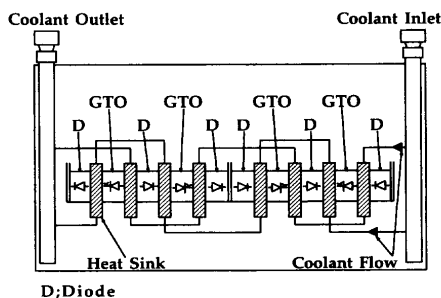 Coolant Outlet Coolant Inlet
GTO GTO GTO GTO
D D D D D D
Heat Sink Coolant Flow
D;Diode